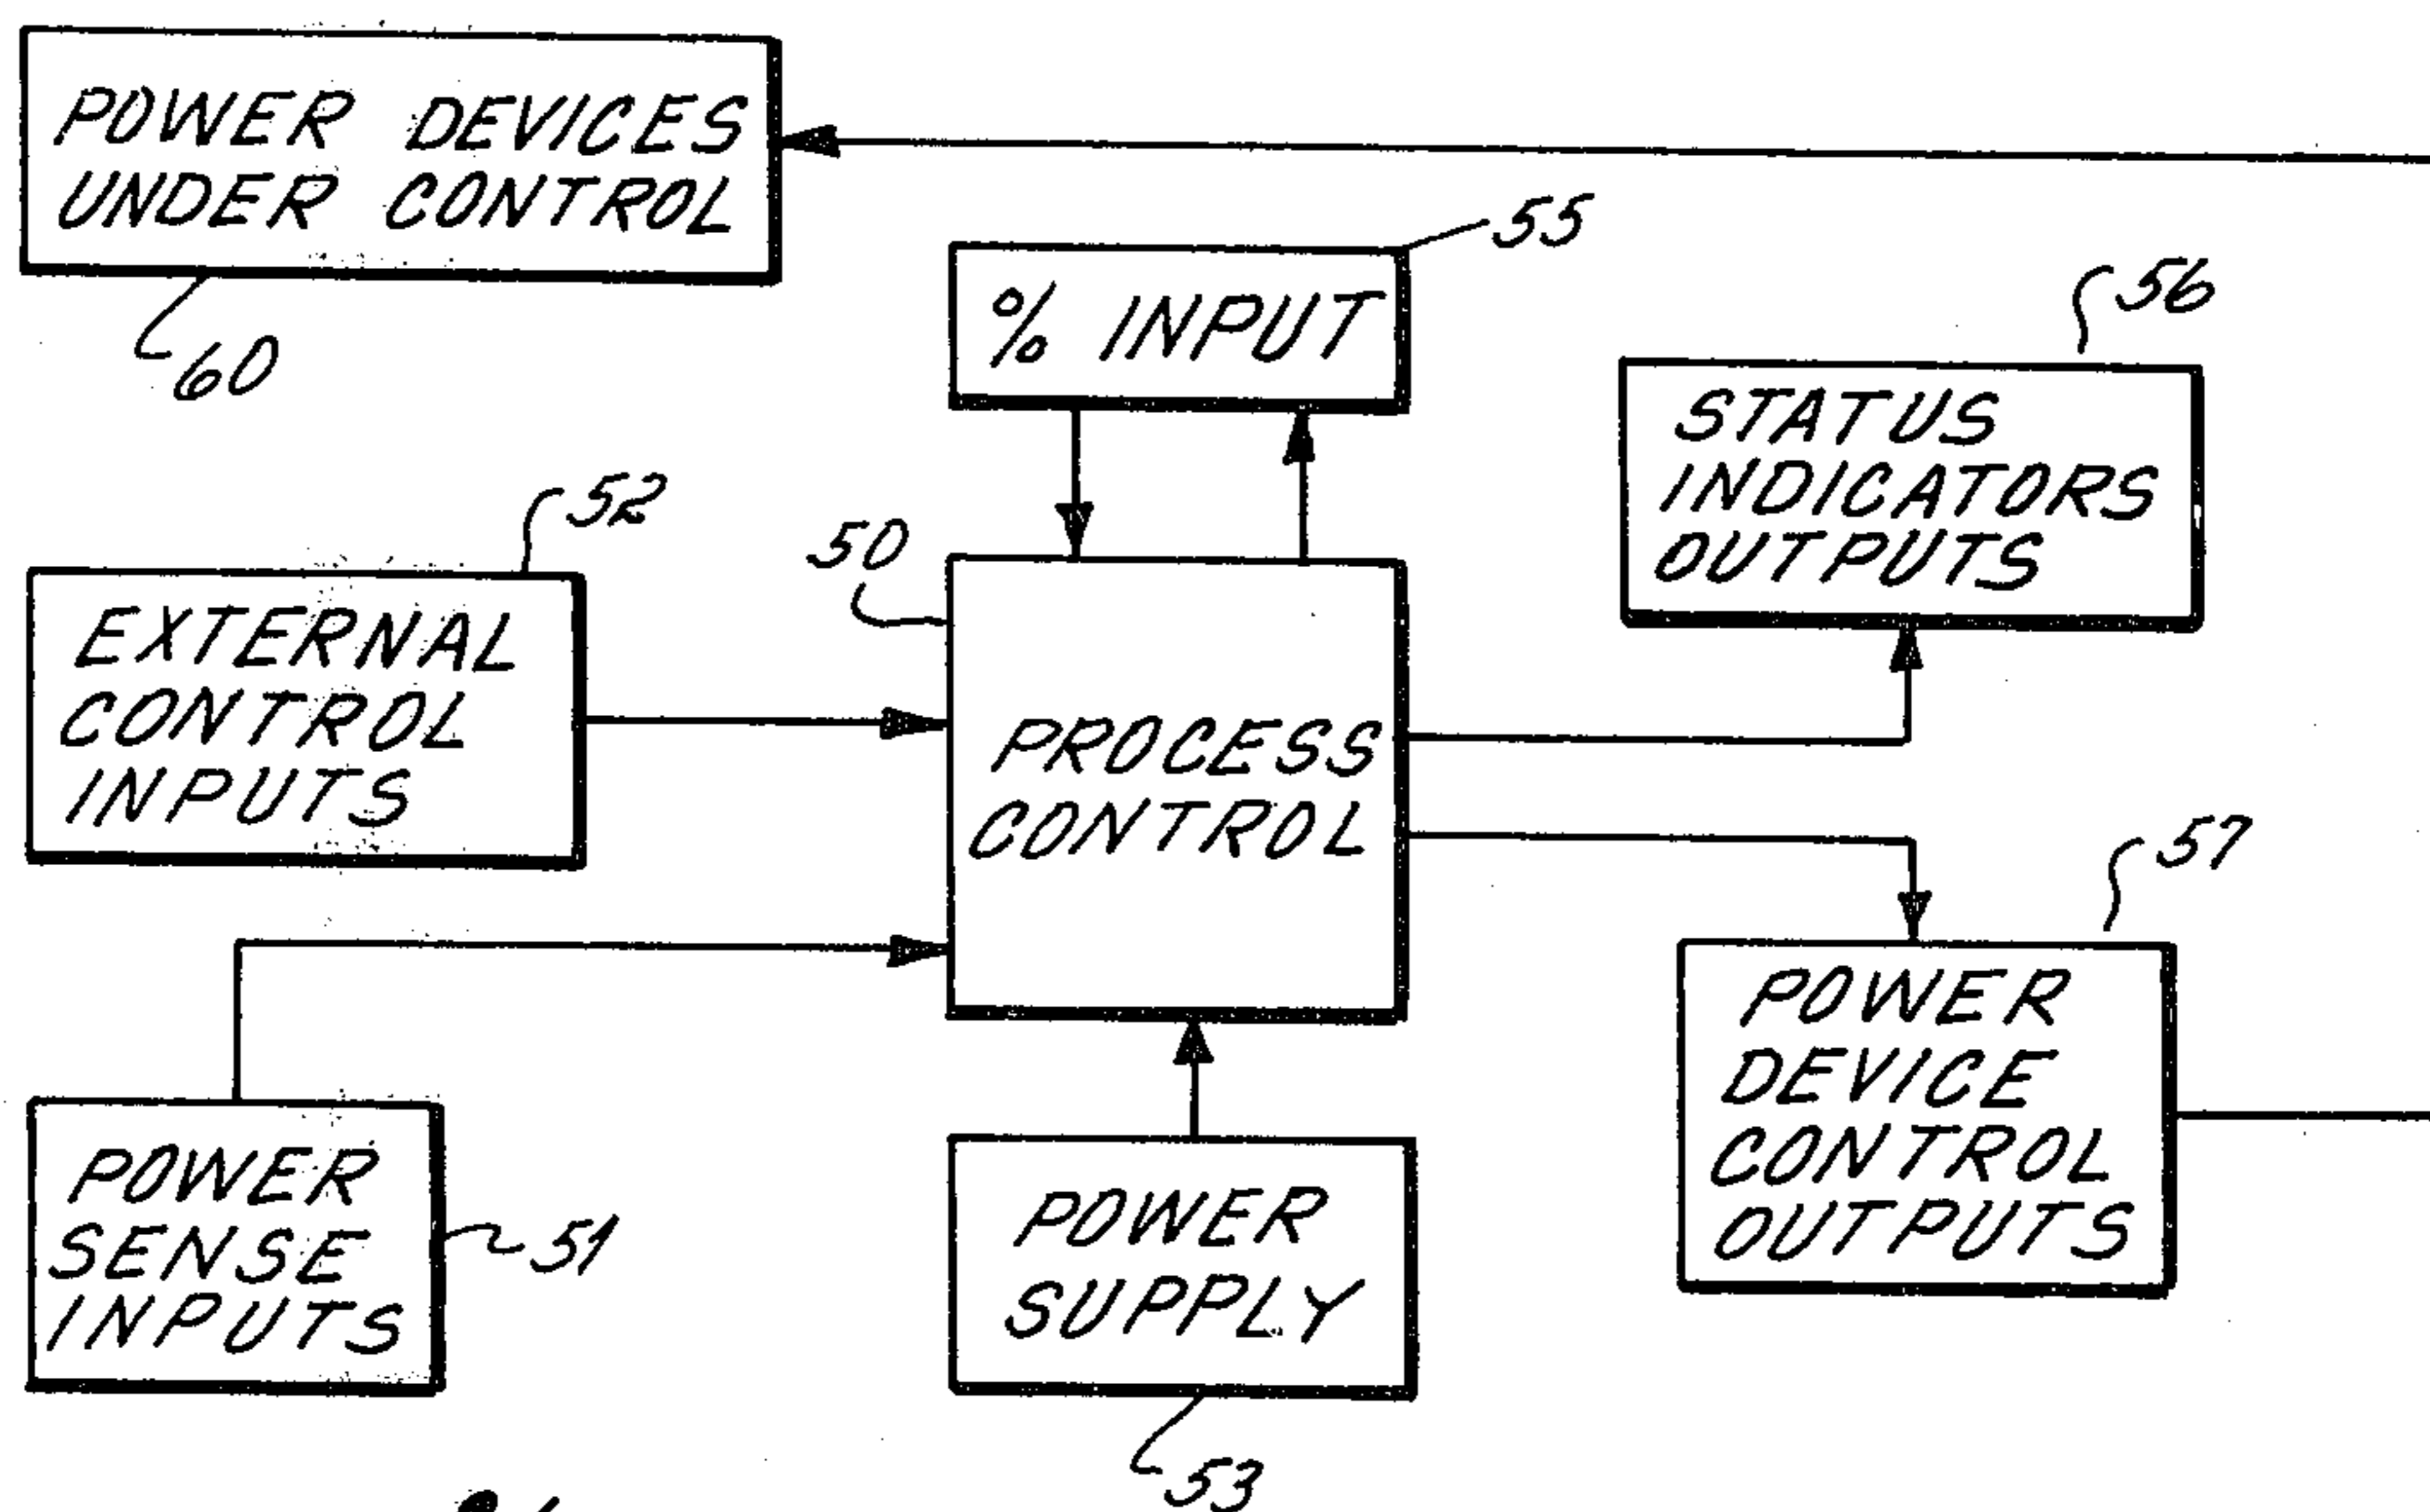 POWER DEVICES
UNDER CONTROL
60
% INPUT
55
STATUS
INDICATORS
OUTPUTS
56
EXTERNAL
CONTROL
INPUTS
52
50
PROCESS
CONTROL
57
POWER
DEVICE
CONTROL
OUTPUTS
POWER
SENSE
INPUTS
51
POWER
SUPPLY
53